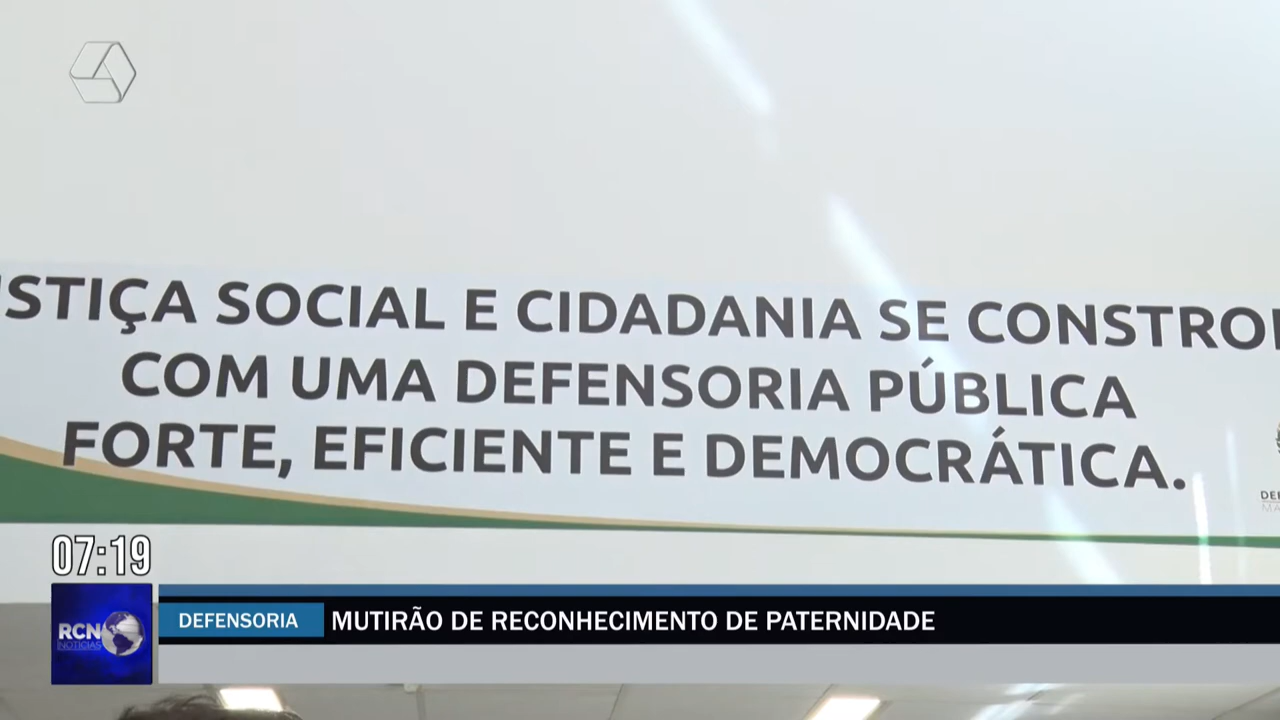 STIÇA SOCIAL E CIDADANIA SE CONSTRO
COM UMA DEFENSORIA PÚBLICA
FORTE, EFICIENTE E DEMOCRÁTICA.
07:19
RCN
NOTÍCIAS
DEFENSORIA
MUTIRÃO DE RECONHECIMENTO DE PATERNIDADE